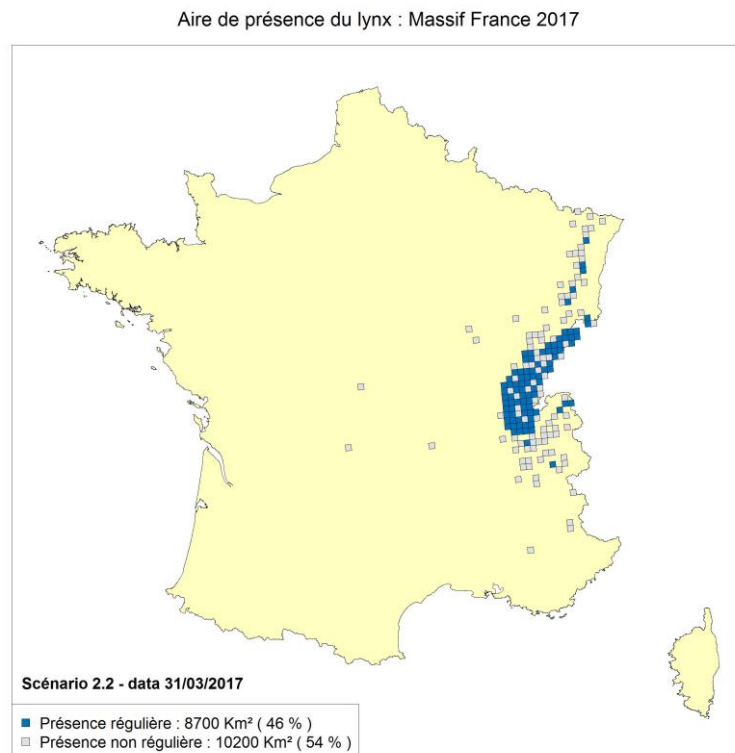 Aire de présence du lynx : Massif France 2017
Scénario 2.2 - data 31/03/2017
Présence régulière : 8700 Km² ( 46 % )
Présence non régulière : 10200 Km² ( 54 % )